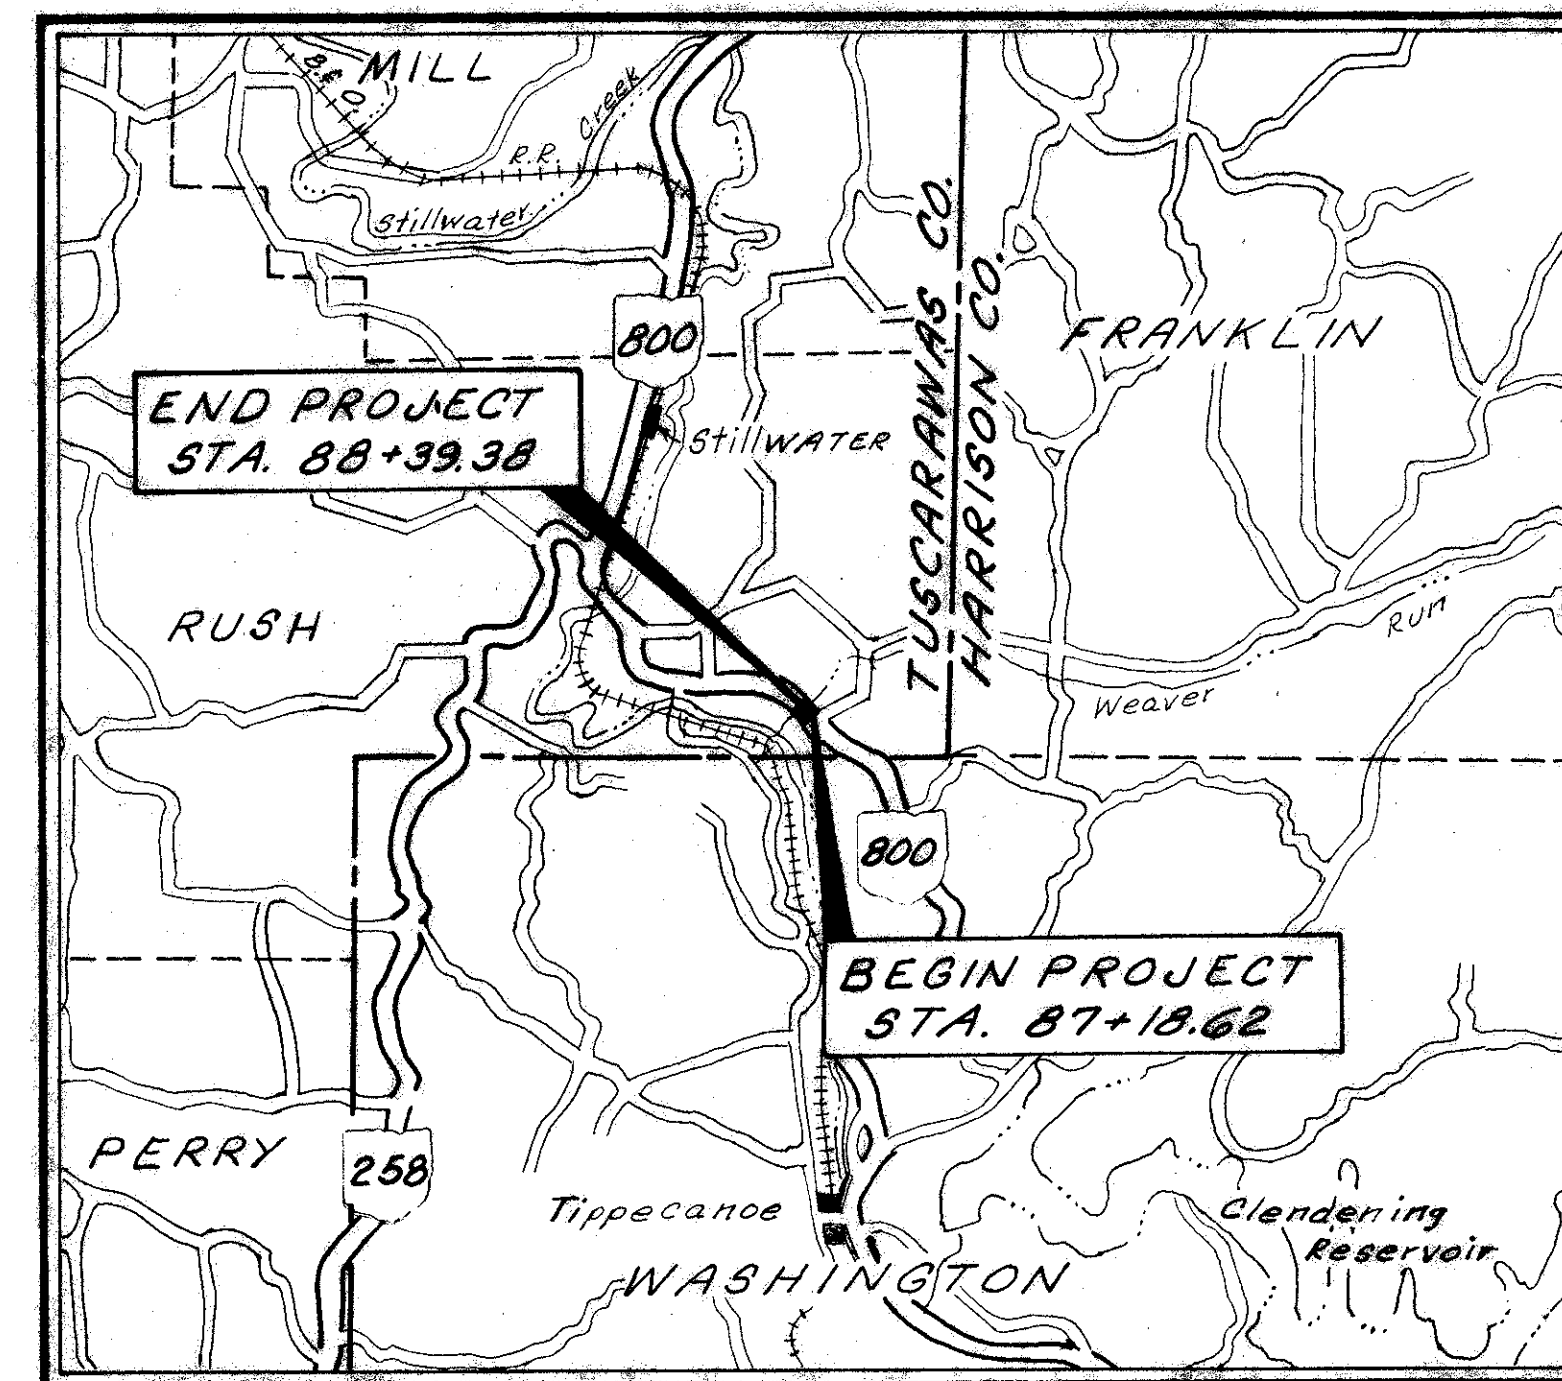 MILL
B.&O.
R.R.
Creek
Stillwater
800
TUSCARAWAS CO.
HARRISON CO.
FRANKLIN
END PROJECT
STA. 88+39.38
StillWATER
RUSH
Weaver
Run
800
BEGIN PROJECT
STA. 87+18.62
PERRY
258
Tippecanoe
WASHINGTON
Clendening
Reservoir